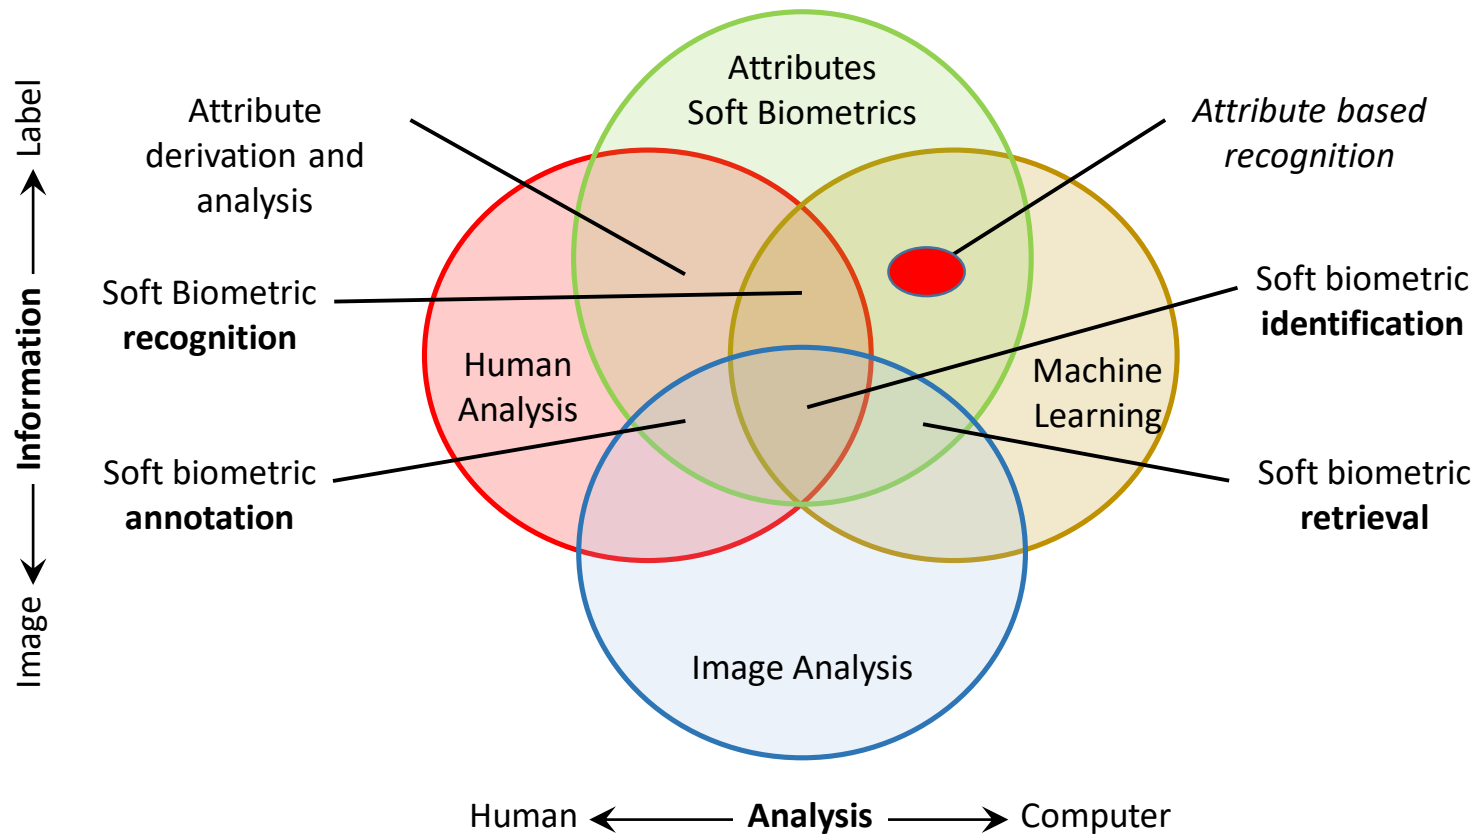 Attributes
Soft Biometrics
Attribute
derivation and
analysis
Attribute based
recognition
Soft Biometric
recognition
Soft biometric
identification
Human
Analysis
Machine
Learning
Soft biometric
annotation
Soft biometric
retrieval
Image Analysis
Image
Information
Label
Human
Analysis
Computer